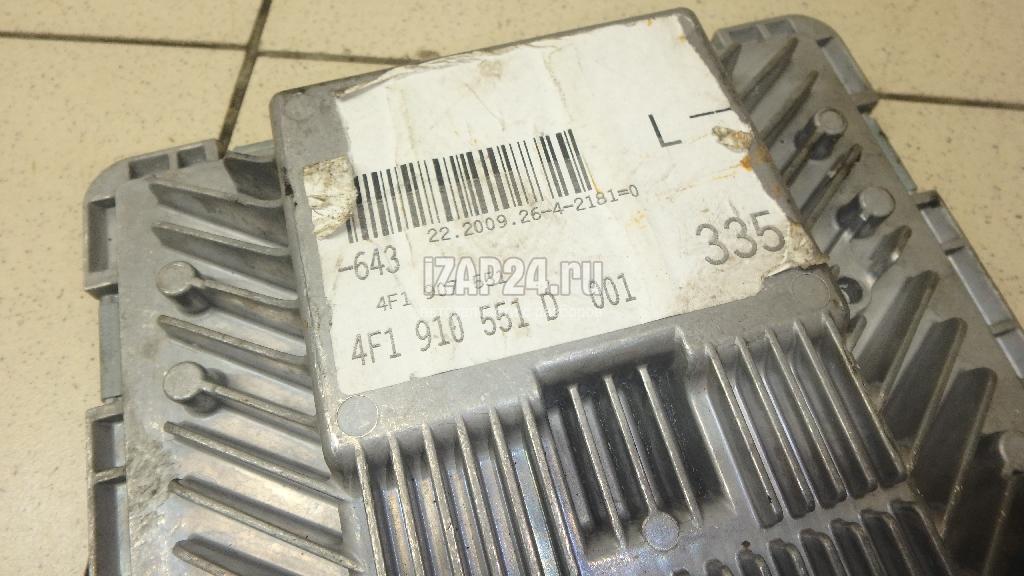 L
22.2009.26-4-2181=0
-643
335
IZAP24.ru
4F1
4F1 910 551 D 001